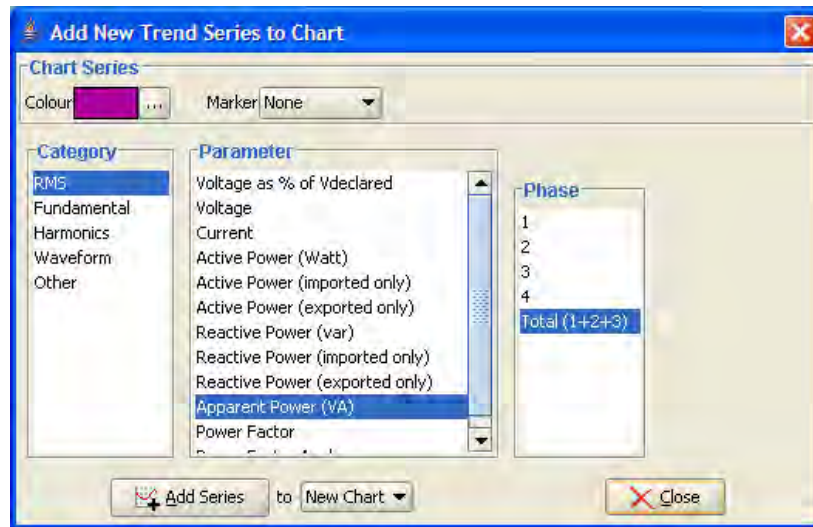 Add New Trend Series to Chart
Chart Series
Colour ... Marker None
Category
RMS
Fundamental
Harmonics
Waveform
Other
Parameter
Voltage as % of Vdeclared
Voltage
Current
Active Power (Watt)
Active Power (imported only)
Active Power (exported only)
Reactive Power (var)
Reactive Power (imported only)
Reactive Power (exported only)
Apparent Power (VA)
Power Factor
Phase
1
2
3
4
Total (1+2+3)
Add Series to New Chart
Close